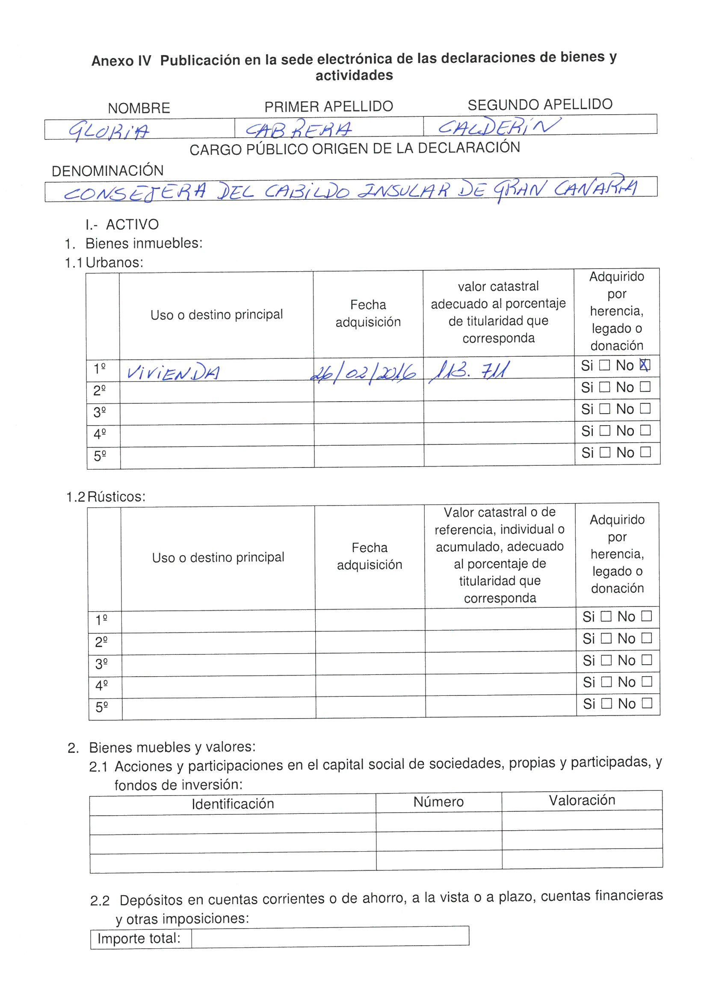 Anexo IV Publicación en la sede electrónica de las declaraciones de bienes y
actividades
NOMBRE PRIMER APELLIDO SEGUNDO APELLIDO
GLORIA CABRERA CALDERÍN
CARGO PÚBLICO ORIGEN DE LA DECLARACIÓN
DENOMINACIÓN
CONSEJERA DEL CABILDO INSULAR DE GRAN CANARIA
I.- ACTIVO
1. Bienes inmuebles:
1.1 Urbanos:
Uso o destino principal
Fecha
adquisición
valor catastral
adecuado al porcentaje
de titularidad que
corresponda
Adquirido
por
herencia,
legado o
donación
1º VIVIENDA 26/02/2016 113.711 Si ☐ No ☒
2º Si ☐ No ☐
3º Si ☐ No ☐
4º Si ☐ No ☐
5º Si ☐ No ☐
1.2 Rústicos:
Uso o destino principal
Fecha
adquisición
Valor catastral o de
referencia, individual o
acumulado, adecuado
al porcentaje de
titularidad que
corresponda
Adquirido
por
herencia,
legado o
donación
1º Si ☐ No ☐
2º Si ☐ No ☐
3º Si ☐ No ☐
4º Si ☐ No ☐
5º Si ☐ No ☐
2. Bienes muebles y valores:
2.1 Acciones y participaciones en el capital social de sociedades, propias y participadas, y
fondos de inversión:
Identificación Número Valoración
2.2 Depósitos en cuentas corrientes o de ahorro, a la vista o a plazo, cuentas financieras
y otras imposiciones:
Importe total: